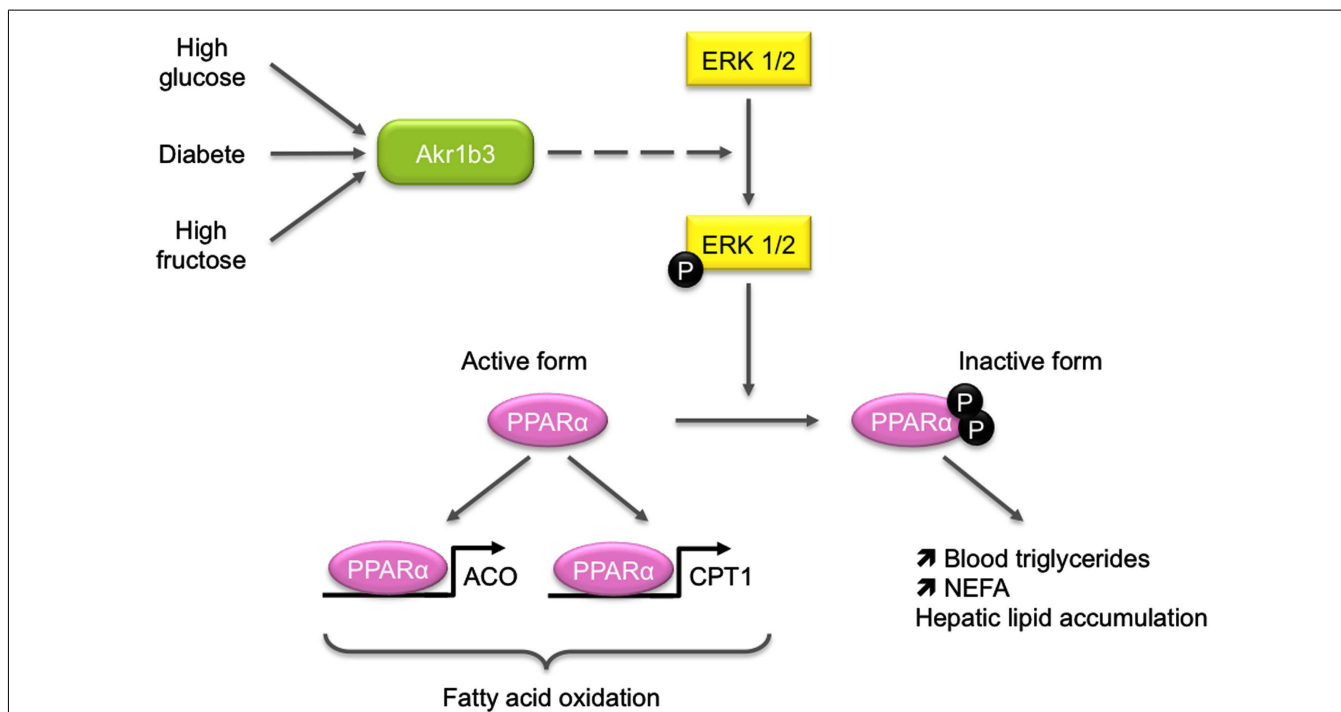 High
glucose
Diabete
High
fructose
Akr1b3
ERK 1/2
ERK 1/2
P
Active form
PPARα
Inactive form
PPARα
P
P
PPARα
ACO
PPARα
CPT1
Fatty acid oxidation
↗ Blood triglycerides
↗ NEFA
Hepatic lipid accumulation